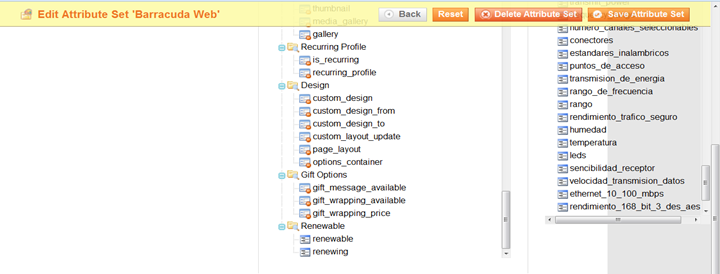 Edit Attribute Set 'Barracuda Web'
Back
Reset
Delete Attribute Set
Save Attribute Set
thumbnail
media_gallery
gallery
Recurring Profile
is_recurring
recurring_profile
Design
custom_design
custom_design_from
custom_design_to
custom_layout_update
page_layout
options_container
Gift Options
gift_message_available
gift_wrapping_available
gift_wrapping_price
Renewable
renewable
renewing
numero_canales_seleccionables
conectores
estandares_inalambricos
puntos_de_acceso
transmision_de_energia
rango_de_frecuencia
rango
rendimiento_trafico_seguro
humedad
temperatura
leds
sencibilidad_receptor
velocidad_transmision_datos
ethernet_10_100_mbps
rendimiento_168_bit_3_des_aes